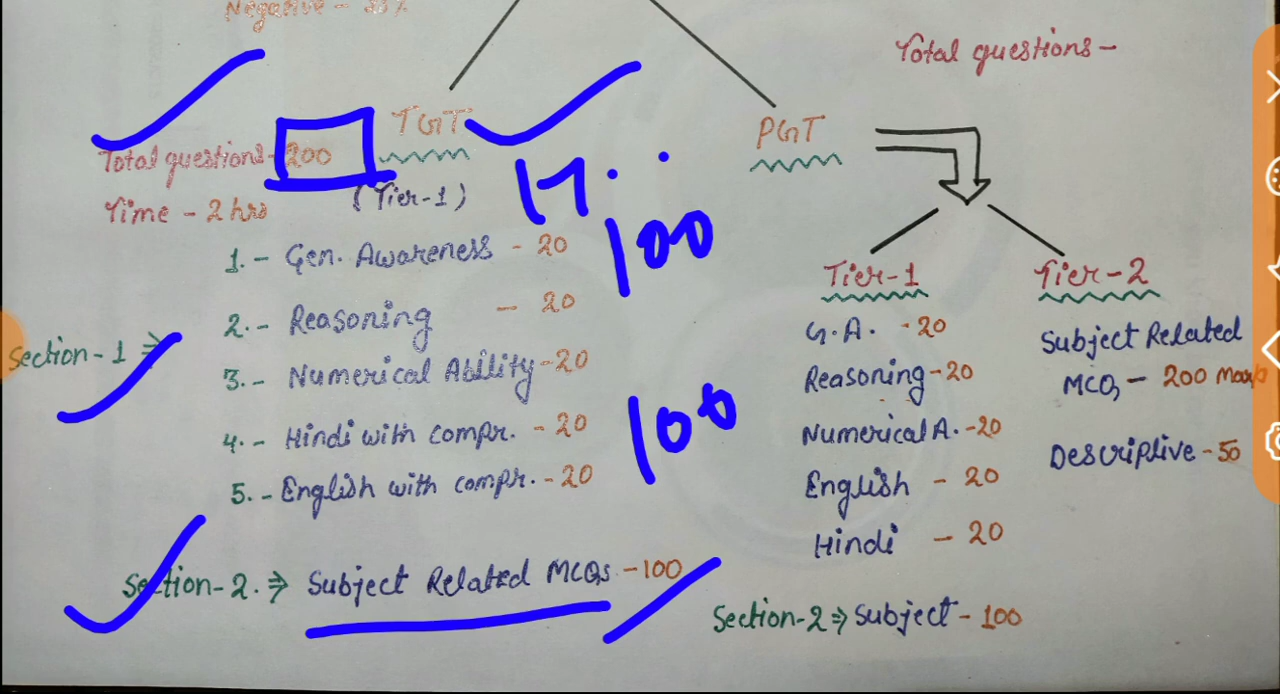 Negative - 
Total questions -
TGT
PGT
Total questions - 200
Time - 2 hrs
(Tier-1)
17.
100
1. - Gen. Awareness - 20
2. - Reasoning - 20
Section-1 ⇒
3. - Numerical Ability - 20
4. - Hindi with compr. - 20
100
5. - English with compr. - 20
Section-2. ⇒ Subject Related MCQs - 100
Tier-1
G.A. - 20
Reasoning - 20
Numerical A. - 20
English - 20
Hindi - 20
Section-2 ⇒ Subject - 100
Tier-2
Subject Related
MCQ - 200 Mar
Descriptive - 50